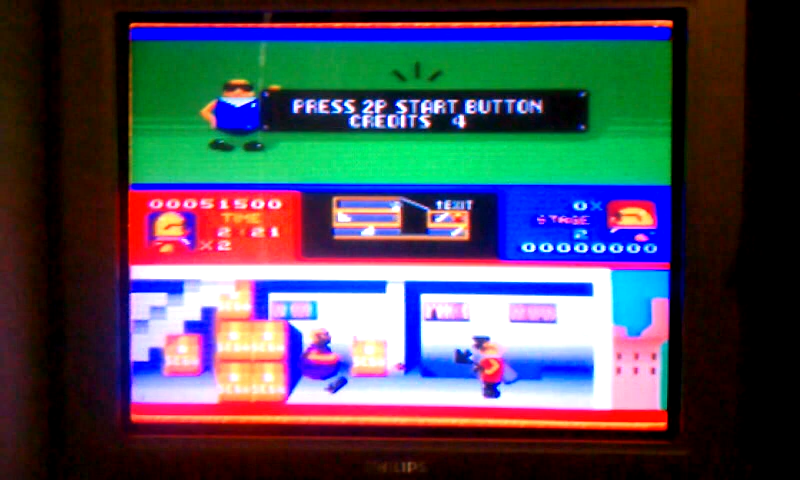 PRESS 2P START BUTTON
CREDITS 4
00051500
TIME
2:21
×2
↑EXIT
0×
STAGE
2
00000000
SEGA
SEGA
SEGA
SEGA
PHILIPS